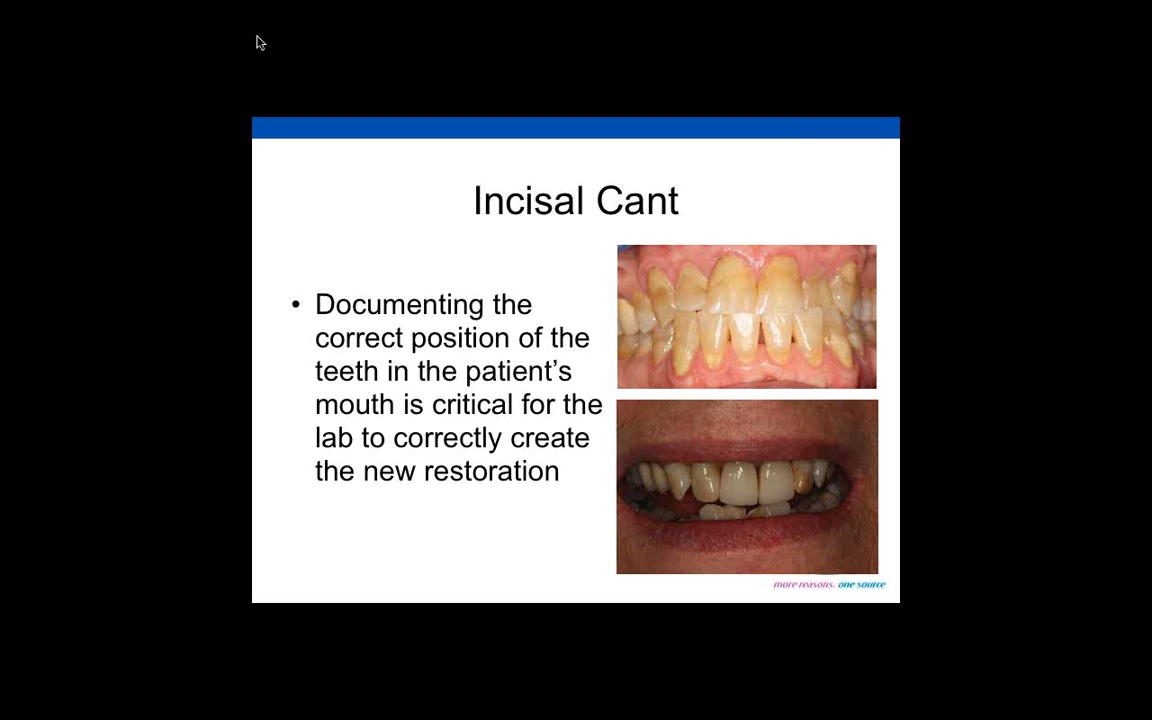 Incisal Cant
• Documenting the
correct position of the
teeth in the patient’s
mouth is critical for the
lab to correctly create
the new restoration
more reasons. one source